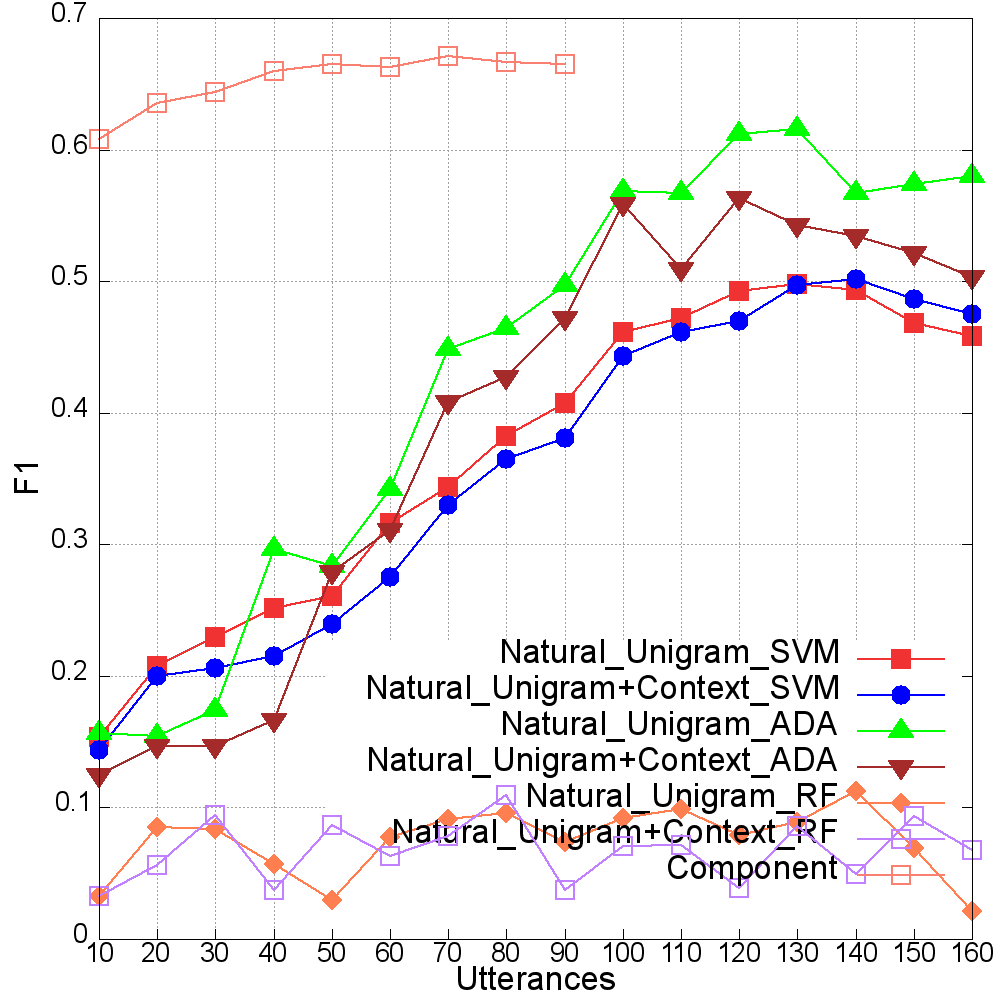 0.7
0.6
0.5
0.4
0.3
0.2
0.1
0
F1
Natural_Unigram_SVM
Natural_Unigram+Context_SVM
Natural_Unigram_ADA
Natural_Unigram+Context_ADA
Natural_Unigram_RF
Natural_Unigram+Context_RF
Component
10 20 30 40 50 60 70 80 90 100 110 120 130 140 150 160
Utterances